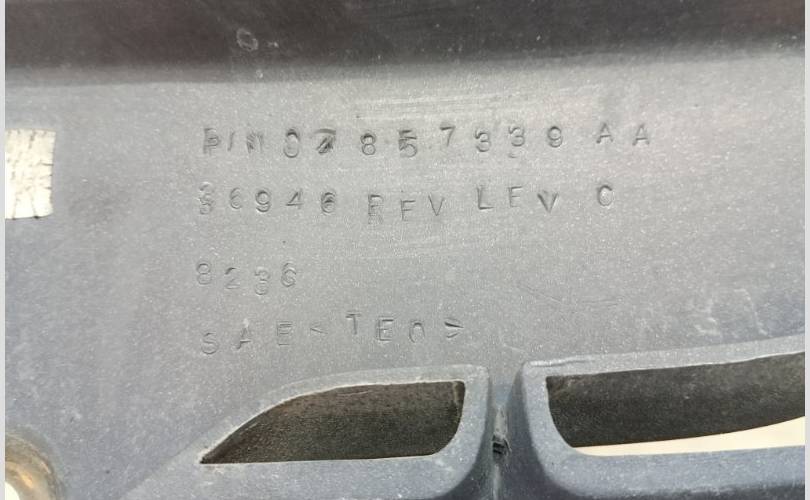 P/N 04857339 AA
36946 REV LEV C
8236
SAE < TEO >